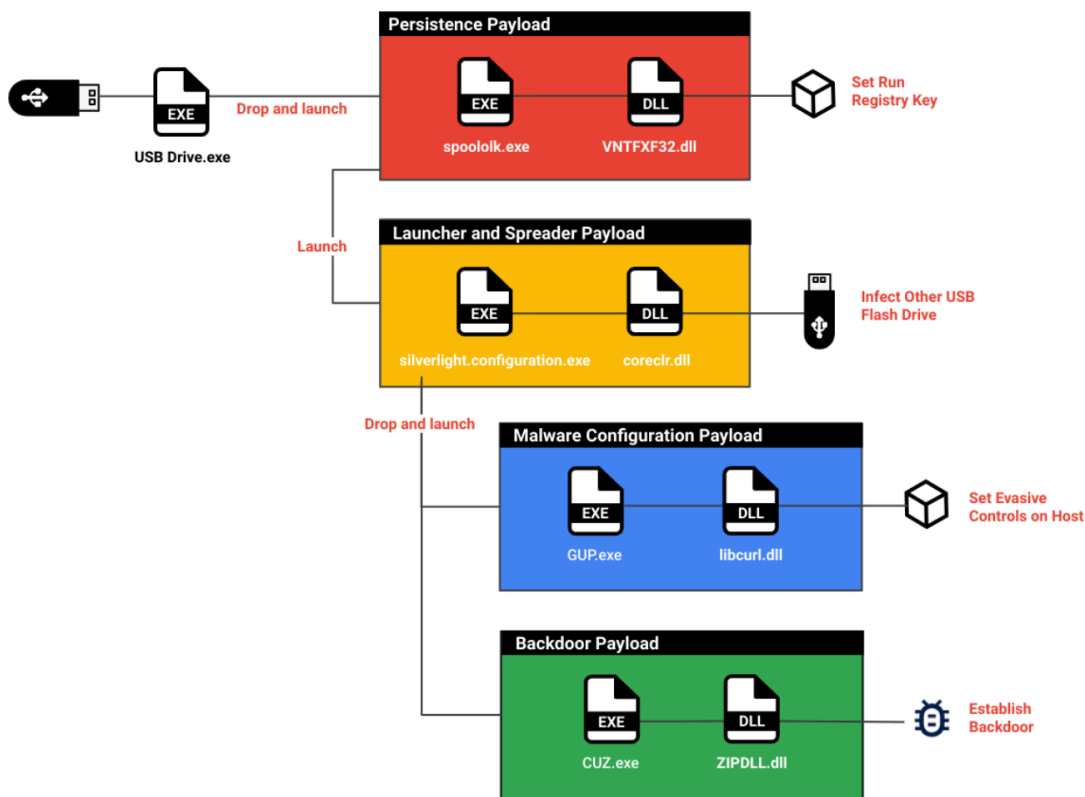 Persistence Payload
EXE
USB Drive.exe
Drop and launch
EXE
spoololk.exe
DLL
VNTFXF32.dll
Set Run
Registry Key
Launch
Launcher and Spreader Payload
EXE
silverlight.configuration.exe
DLL
coreclr.dll
Infect Other USB
Flash Drive
Drop and launch
Malware Configuration Payload
EXE
GUP.exe
DLL
libcurl.dll
Set Evasive
Controls on Host
Backdoor Payload
EXE
CUZ.exe
DLL
ZIPDLL.dll
Establish
Backdoor